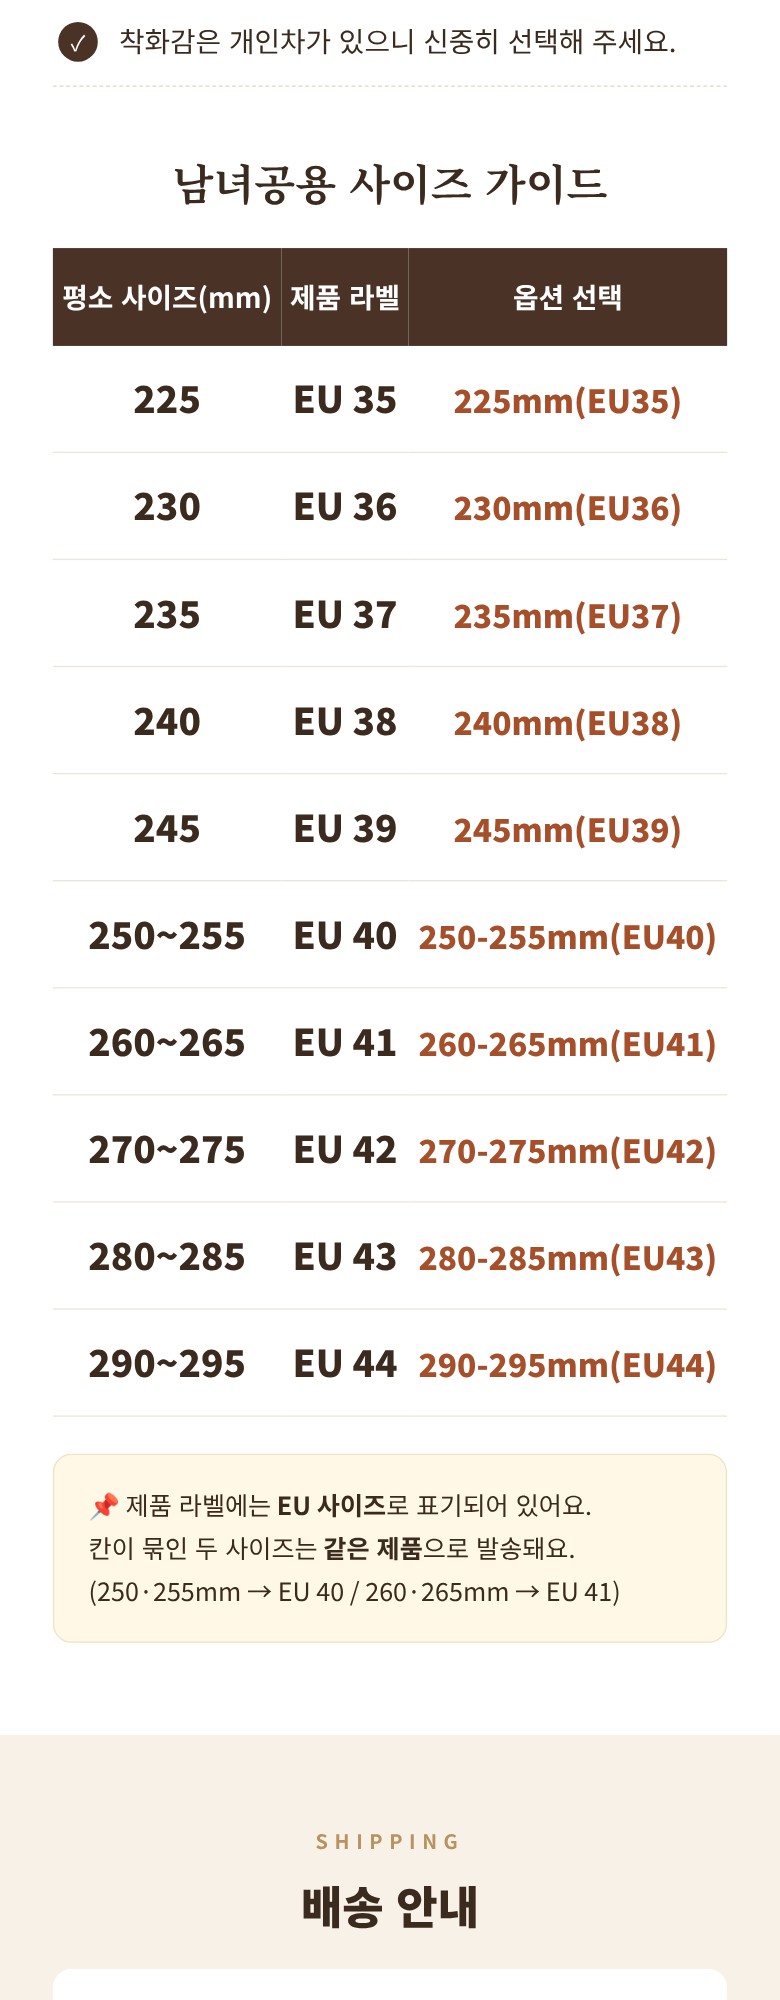 착화감은 개인차가 있으니 신중히 선택해 주세요.
남녀공용 사이즈 가이드
평소 사이즈(mm) 제품 라벨 옵션 선택
225 EU 35 225mm(EU35)
230 EU 36 230mm(EU36)
235 EU 37 235mm(EU37)
240 EU 38 240mm(EU38)
245 EU 39 245mm(EU39)
250~255 EU 40 250-255mm(EU40)
260~265 EU 41 260-265mm(EU41)
270~275 EU 42 270-275mm(EU42)
280~285 EU 43 280-285mm(EU43)
290~295 EU 44 290-295mm(EU44)
📌 제품 라벨에는 EU 사이즈로 표기되어 있어요.
칸이 묶인 두 사이즈는 같은 제품으로 발송돼요.
(250·255mm → EU 40 / 260·265mm → EU 41)
SHIPPING
배송 안내